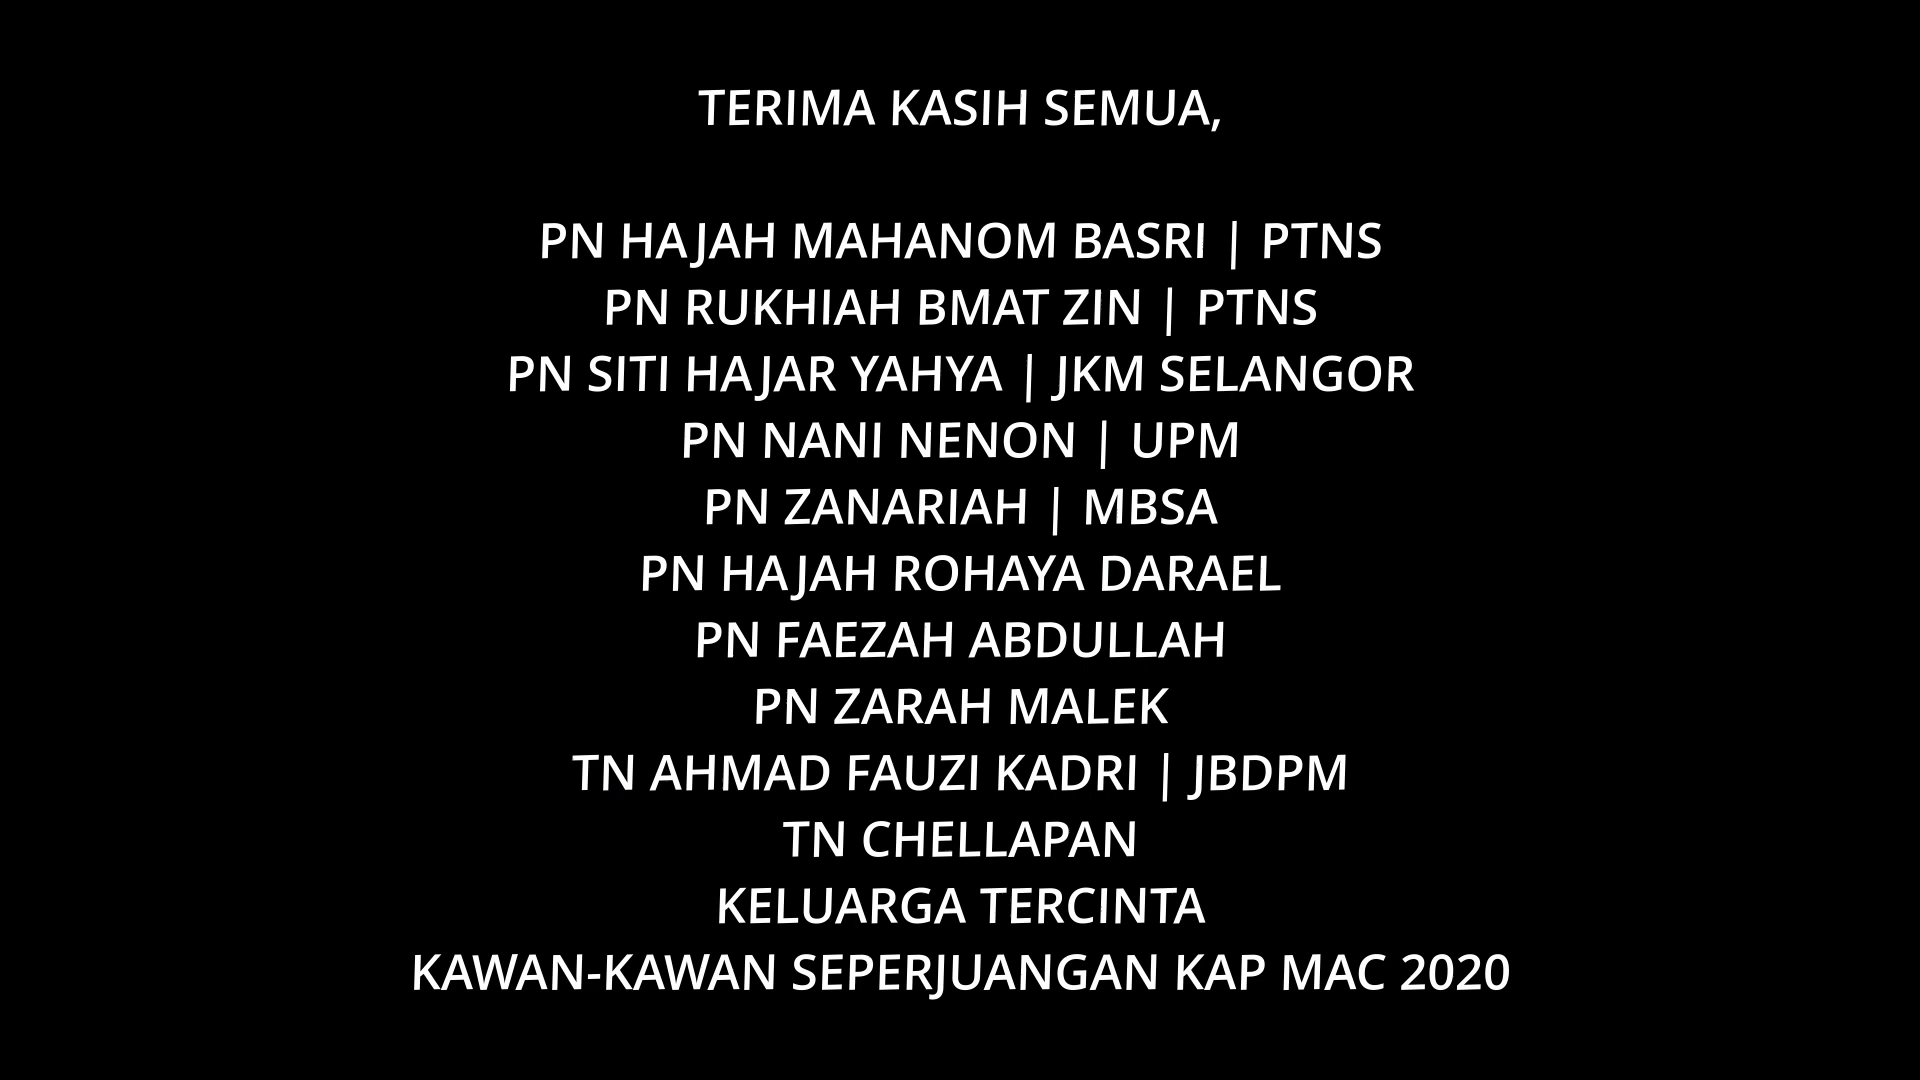 TERIMA KASIH SEMUA,
PN HAJAH MAHANOM BASRI | PTNS
PN RUKHIAH BMAT ZIN | PTNS
PN SITI HAJAR YAHYA | JKM SELANGOR
PN NANI NENON | UPM
PN ZANARIAH | MBSA
PN HAJAH ROHAYA DARAEL
PN FAEZAH ABDULLAH
PN ZARAH MALEK
TN AHMAD FAUZI KADRI | JBDPM
TN CHELLAPAN
KELUARGA TERCINTA
KAWAN-KAWAN SEPERJUANGAN KAP MAC 2020